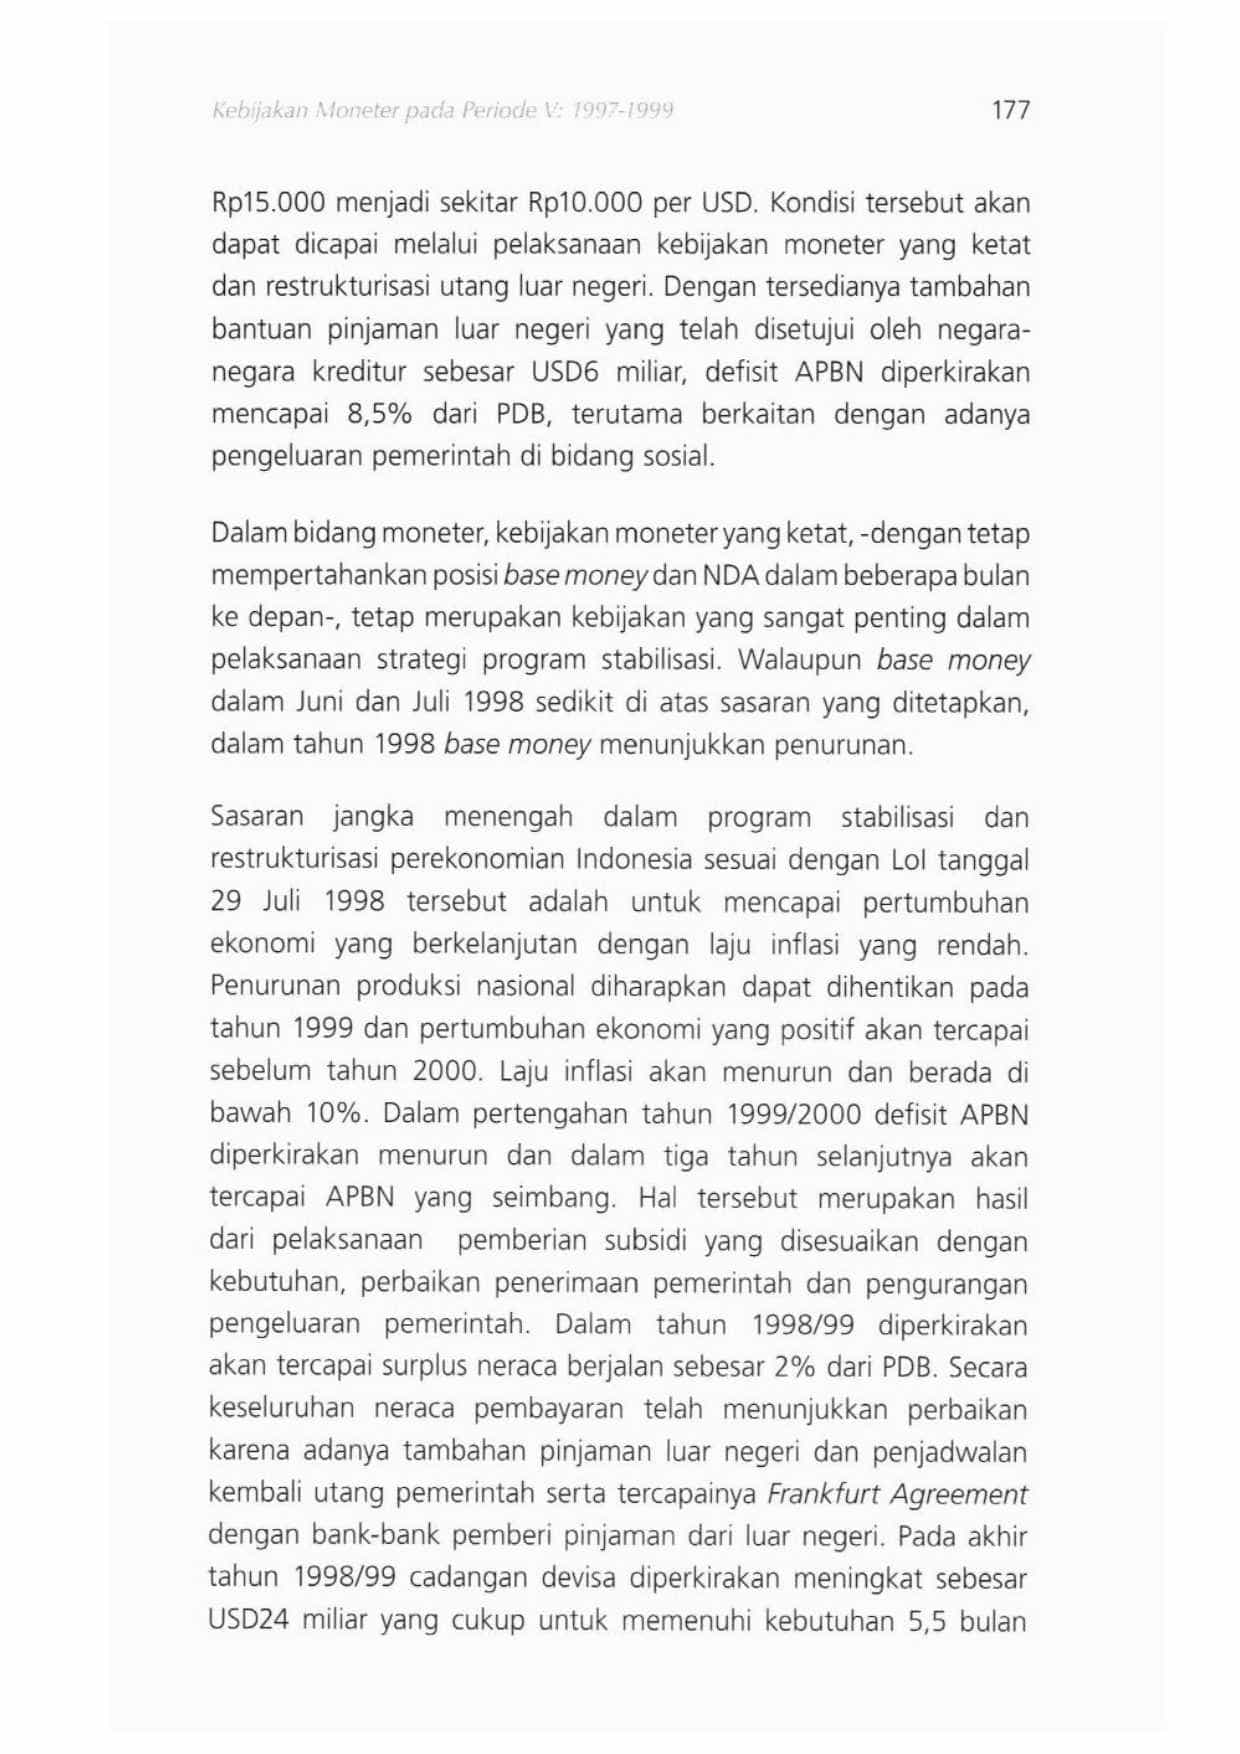 Kebijakan Moneter pada Periode V: 1997-1999 177
Rp15.000 menjadi sekitar Rp10.000 per USD. Kondisi tersebut akan
dapat dicapai melalui pelaksanaan kebijakan moneter yang ketat
dan restrukturisasi utang luar negeri. Dengan tersedianya tambahan
bantuan pinjaman luar negeri yang telah disetujui oleh negara-
negara kreditur sebesar USD6 miliar, defisit APBN diperkirakan
mencapai 8,5% dari PDB, terutama berkaitan dengan adanya
pengeluaran pemerintah di bidang sosial.
Dalam bidang moneter, kebijakan moneter yang ketat, -dengan tetap
mempertahankan posisi base money dan NDA dalam beberapa bulan
ke depan-, tetap merupakan kebijakan yang sangat penting dalam
pelaksanaan strategi program stabilisasi. Walaupun base money
dalam Juni dan Juli 1998 sedikit di atas sasaran yang ditetapkan,
dalam tahun 1998 base money menunjukkan penurunan.
Sasaran jangka menengah dalam program stabilisasi dan
restrukturisasi perekonomian Indonesia sesuai dengan LoI tanggal
29 Juli 1998 tersebut adalah untuk mencapai pertumbuhan
ekonomi yang berkelanjutan dengan laju inflasi yang rendah.
Penurunan produksi nasional diharapkan dapat dihentikan pada
tahun 1999 dan pertumbuhan ekonomi yang positif akan tercapai
sebelum tahun 2000. Laju inflasi akan menurun dan berada di
bawah 10%. Dalam pertengahan tahun 1999/2000 defisit APBN
diperkirakan menurun dan dalam tiga tahun selanjutnya akan
tercapai APBN yang seimbang. Hal tersebut merupakan hasil
dari pelaksanaan pemberian subsidi yang disesuaikan dengan
kebutuhan, perbaikan penerimaan pemerintah dan pengurangan
pengeluaran pemerintah. Dalam tahun 1998/99 diperkirakan
akan tercapai surplus neraca berjalan sebesar 2% dari PDB. Secara
keseluruhan neraca pembayaran telah menunjukkan perbaikan
karena adanya tambahan pinjaman luar negeri dan penjadwalan
kembali utang pemerintah serta tercapainya Frankfurt Agreement
dengan bank-bank pemberi pinjaman dari luar negeri. Pada akhir
tahun 1998/99 cadangan devisa diperkirakan meningkat sebesar
USD24 miliar yang cukup untuk memenuhi kebutuhan 5,5 bulan